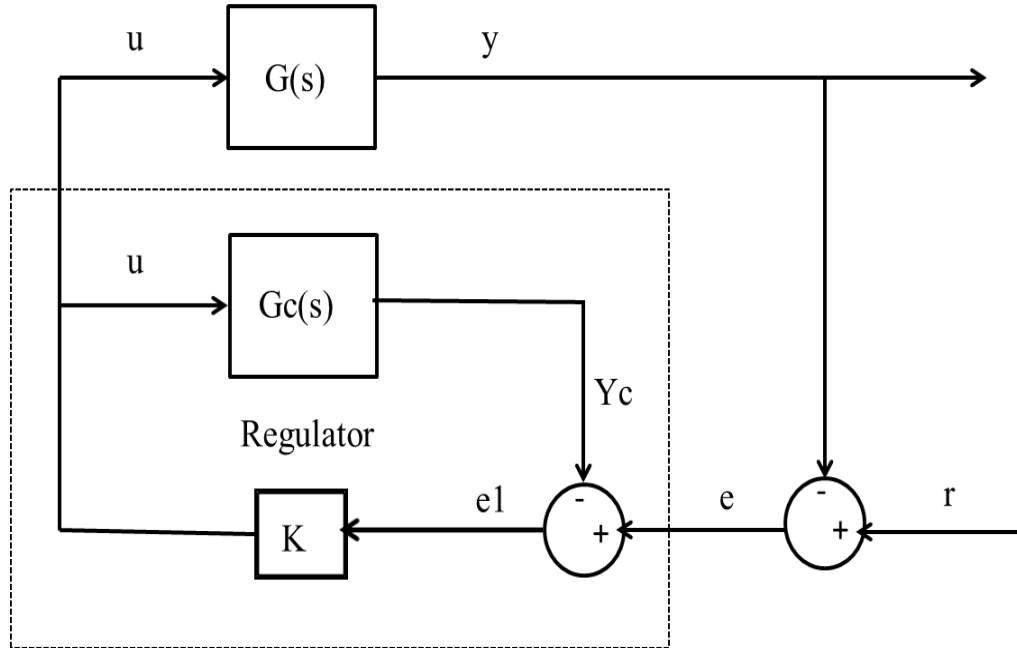 u
y
G(s)
u
Gc(s)
Yc
Regulator
-
-
e1
e
r
+
+
K